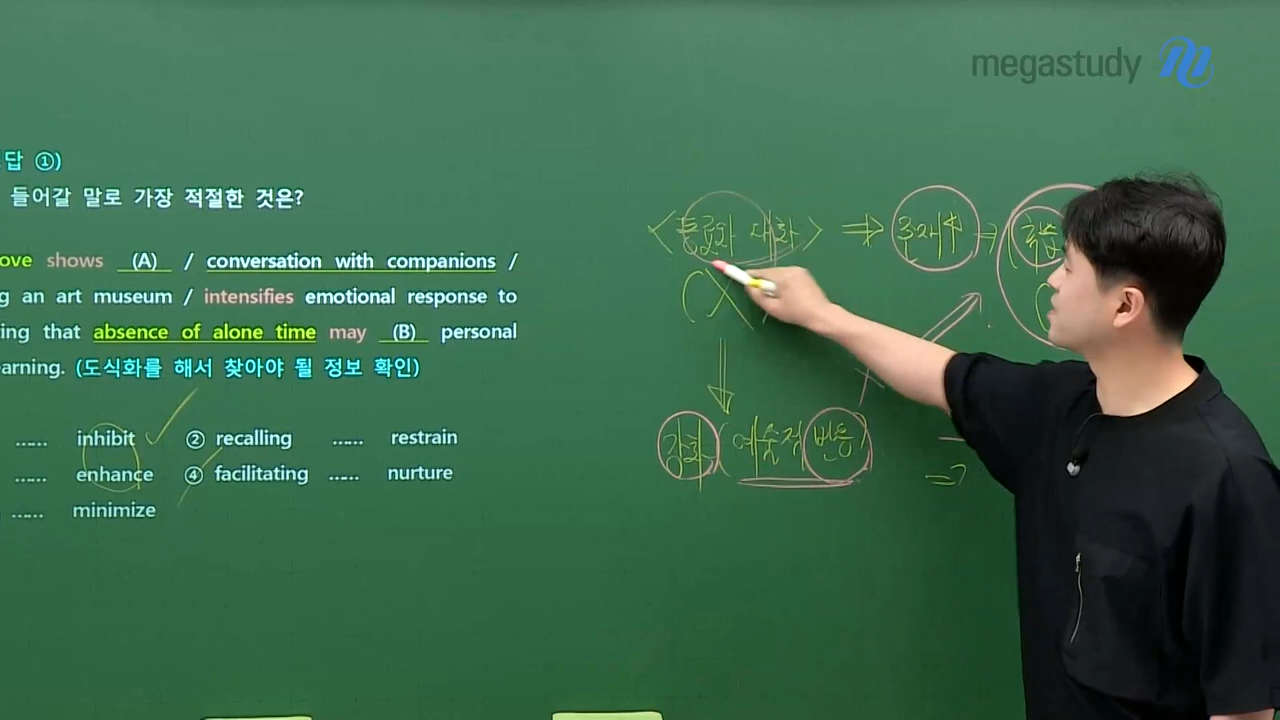 megastudy
답 ①)
들어갈 말로 가장 적절한 것은?
ove shows (A) / conversation with companions /
g an art museum / intensifies emotional response to
ting that absence of alone time may (B) personal
earning. (도식화를 해서 찾아야 될 정보 확인)
...... inhibit ② recalling ...... restrain
...... enhance ④ facilitating ...... nurture
...... minimize
<동료와 대화> ⇒ ⇒
(X
강화 (예술적 반응)